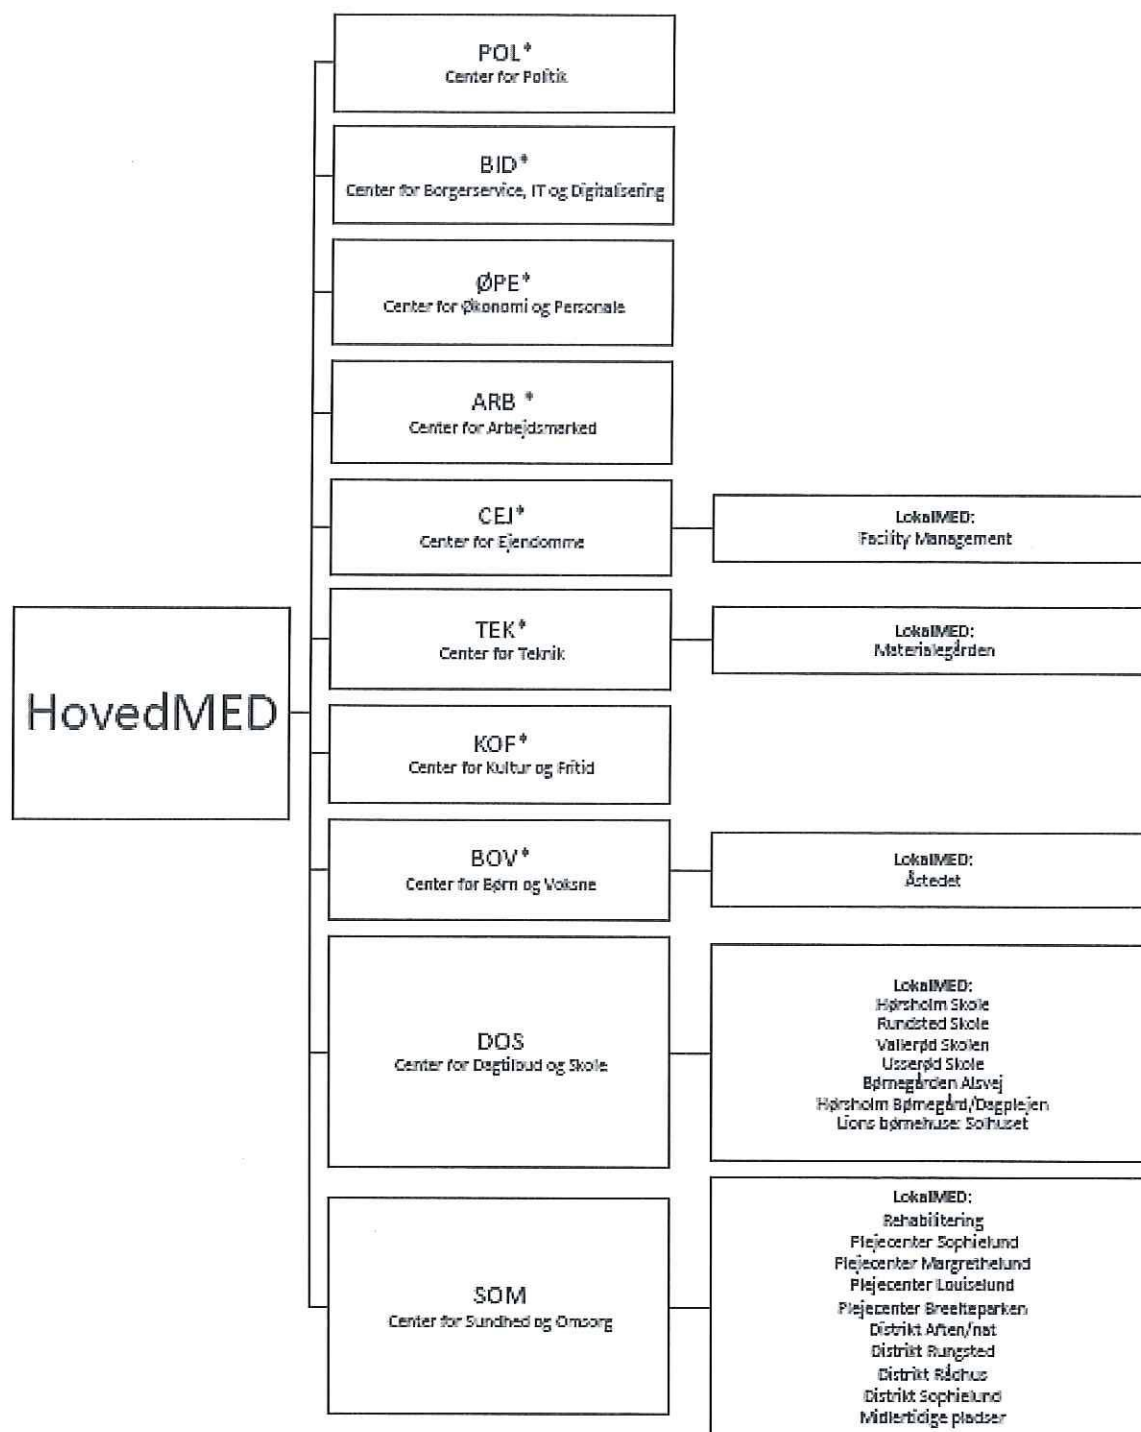 HovedMED
POL*
Center for Politik
BID*
Center for Borgerservice, IT og Digitalisering
ØPE*
Center for Økonomi og Personale
ARB *
Center for Arbejdsmarked
CEJ*
Center for Ejendomme
LokalMED:
Facility Management
TEK*
Center for Teknik
LokalMED:
Materialegården
KOF*
Center for Kultur og Fritid
BOV*
Center for Børn og Voksne
LokalMED:
Åstedet
DOS
Center for Dagtilbud og Skole
LokalMED:
Hørsholm Skole
Rundsted Skole
Vallerød Skolen
Usserød Skole
Børnegården Alsvej
Hørsholm Børnegård/Dagplejen
Lions børnehuse: Solhuset
SOM
Center for Sundhed og Omsorg
LokalMED:
Rehabilitering
Plejecenter Sophielund
Plejecenter Margrethelund
Plejecenter Louiselund
Plejecenter Breelteparken
Distrikt Aften/nat
Distrikt Rungsted
Distrikt Rådhus
Distrikt Sophielund
Midlertidige pladser